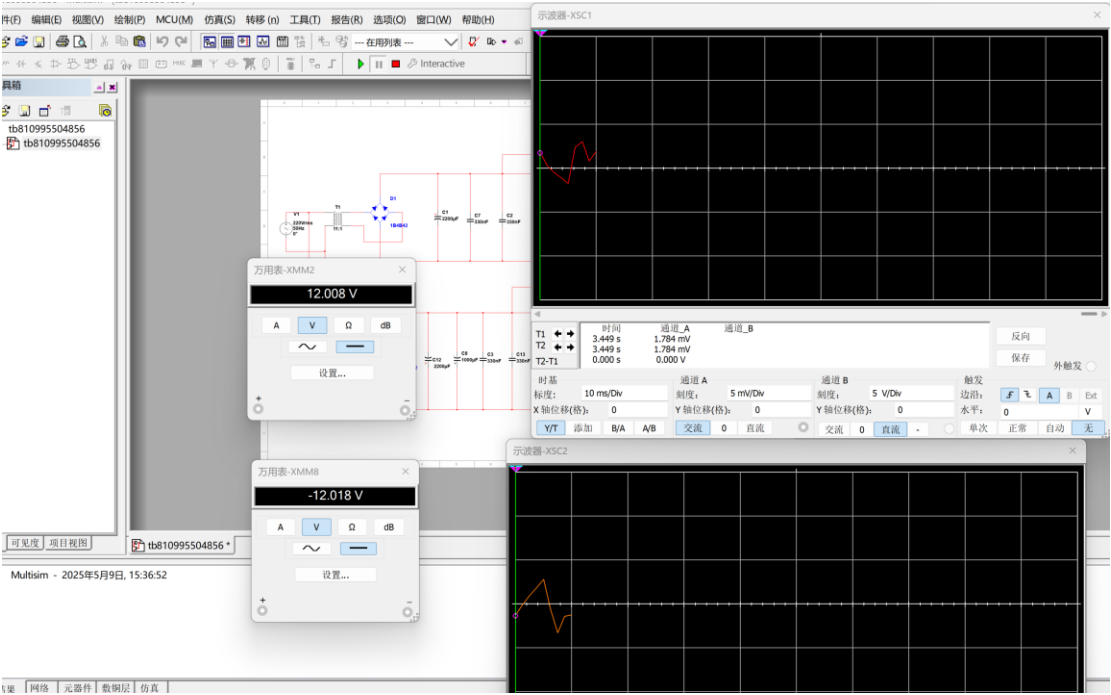 示波器-XSC1
件(F) 编辑(E) 视图(V) 绘制(P) MCU(M) 仿真(S) 转移 (n) 工具(T) 报告(R) 选项(O) 窗口(W) 帮助(H)
--- 在用列表 ---
Interactive
具箱
tb810995504856
tb810995504856
V1
220Vrms
50Hz
0°
T1
11:1
D1
1B4B42
C1
2200µF
C7
330nF
C2
330nF
C12
2200µF
C8
1000µF
C3
330nF
C13
330nF
万用表-XMM2
12.008 V
A V Ω dB
设置...
+ −
万用表-XMM8
-12.018 V
A V Ω dB
设置...
+ −
时间 通道_A 通道_B
T1 3.449 s 1.784 mV
T2 3.449 s 1.784 mV
T2-T1 0.000 s 0.000 V
反向
保存
外触发
时基 通道 A 通道 B 触发
标度: 10 ms/Div 刻度: 5 mV/Div 刻度: 5 V/Div 边沿: A B Ext
X 轴位移(格): 0 Y 轴位移(格): 0 Y 轴位移(格): 0 水平: 0 V
Y/T 添加 B/A A/B 交流 0 直流 交流 0 直流 - 单次 正常 自动 无
示波器-XSC2
可见度 项目视图
tb810995504856 *
Multisim - 2025年5月9日, 15:36:52
结果 网络 元器件 敷铜层 仿真